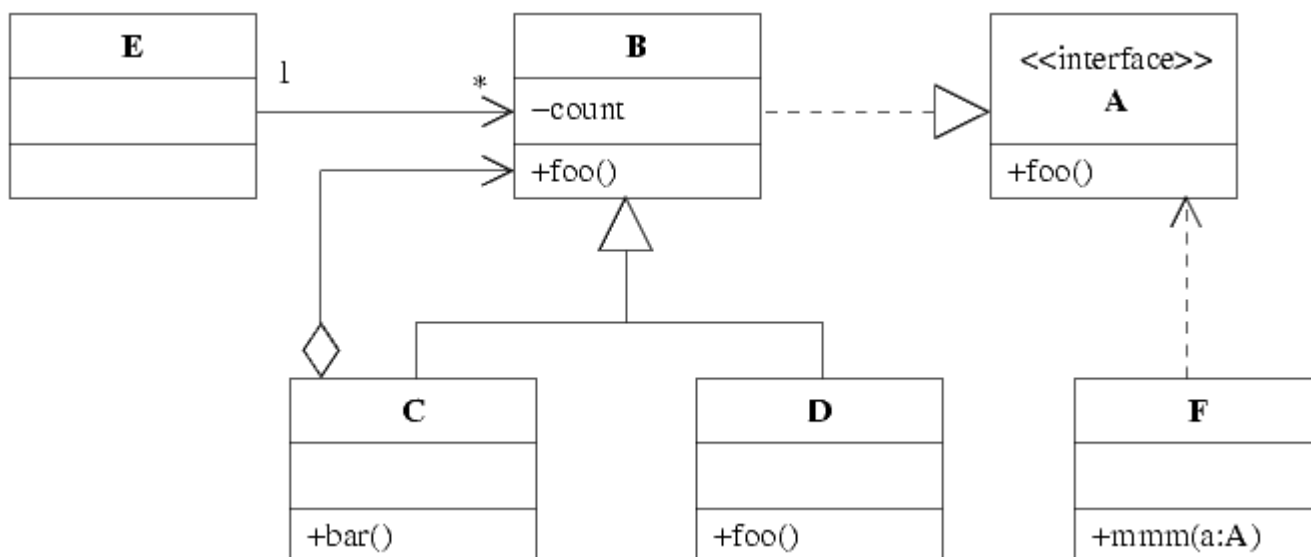 E
1
*
B
–count
+foo()
<<interface>>
A
+foo()
C
+bar()
D
+foo()
F
+mmm(a:A)